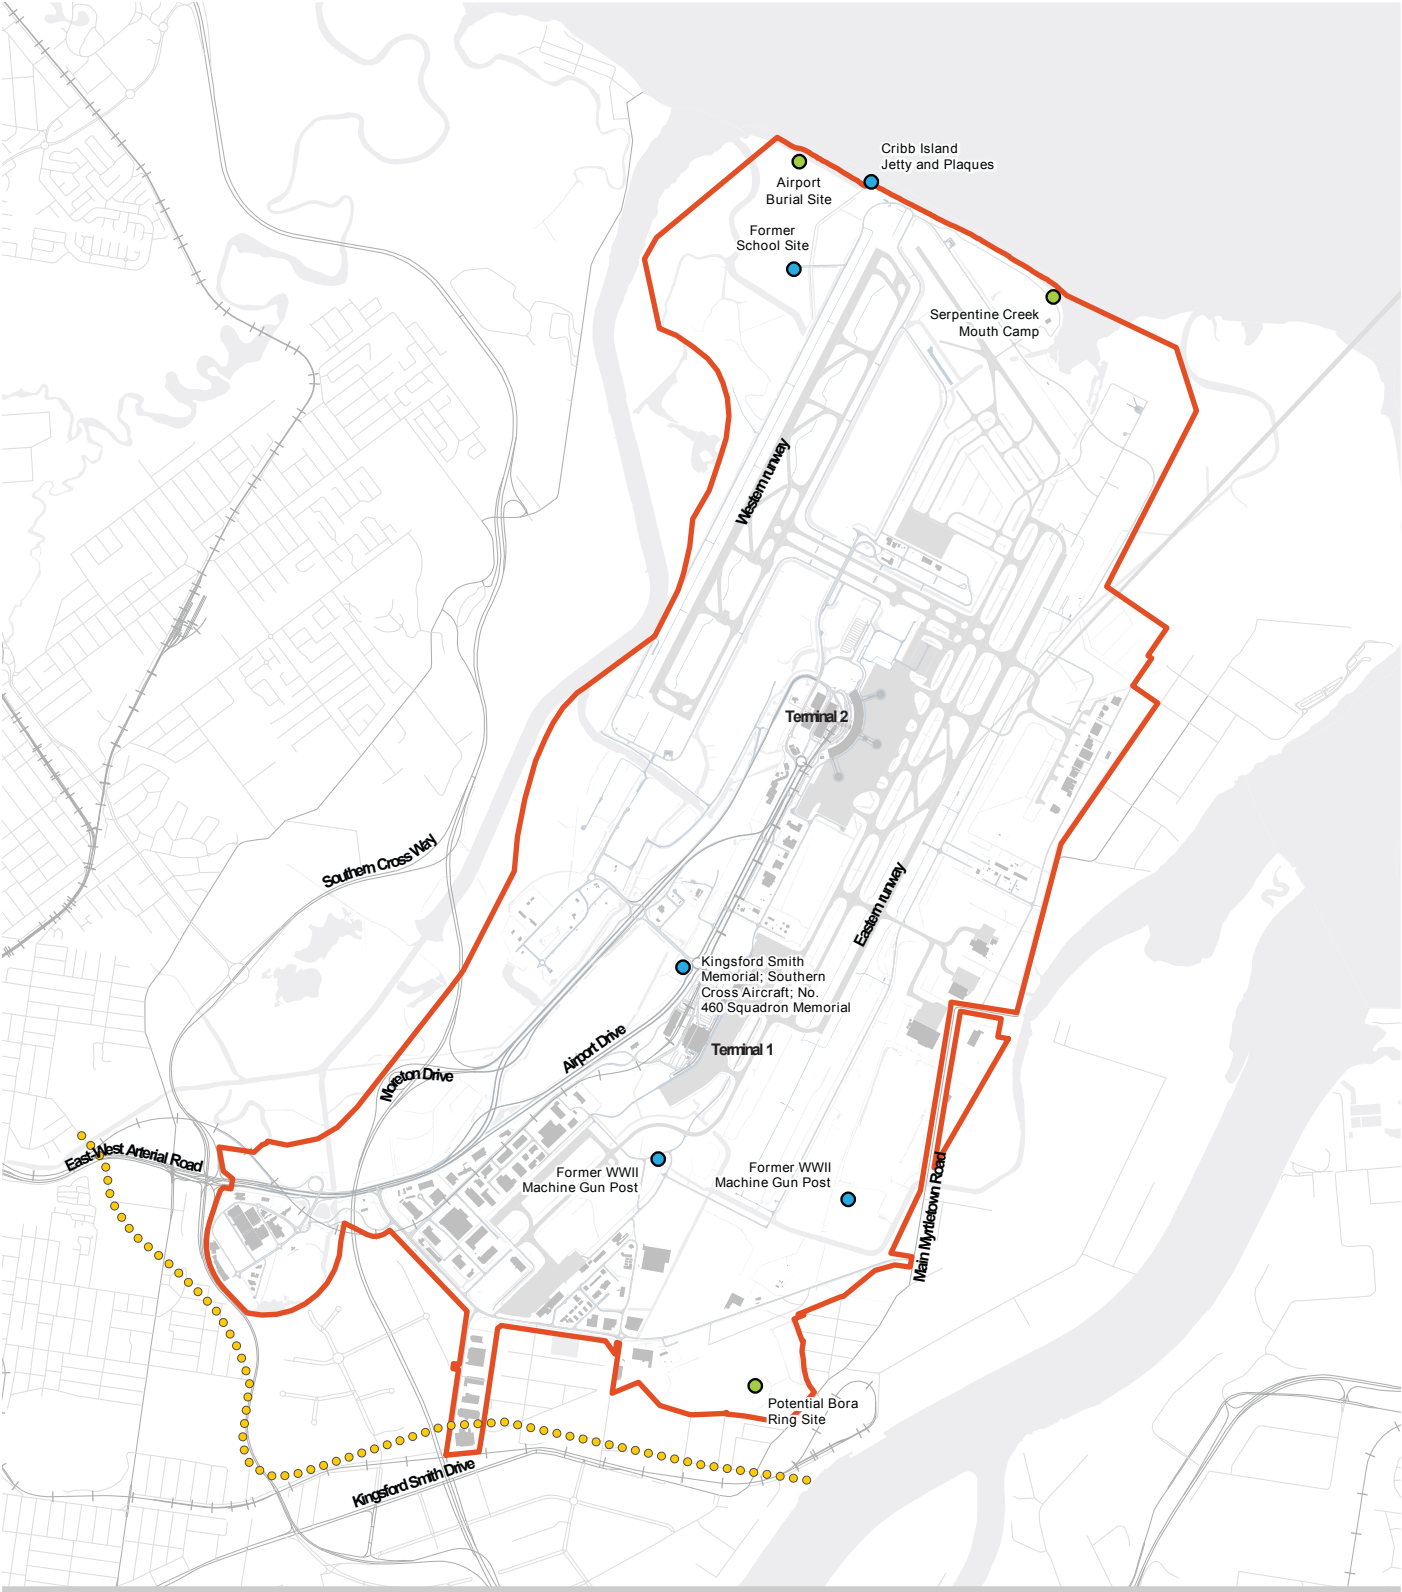 Cribb Island
Jetty and Plaques
Airport
Burial Site
Former
School Site
Serpentine Creek
Mouth Camp
Western runway
Terminal 2
Southern Cross Way
Eastern runway
Kingsford Smith
Memorial; Southern
Cross Aircraft; No.
460 Squadron Memorial
Airport Drive
Terminal 1
Moreton Drive
East-West Arterial Road
Former WWII
Machine Gun Post
Former WWII
Machine Gun Post
Main Myrtletown Road
Potential Bora
Ring Site
Kingsford Smith Drive